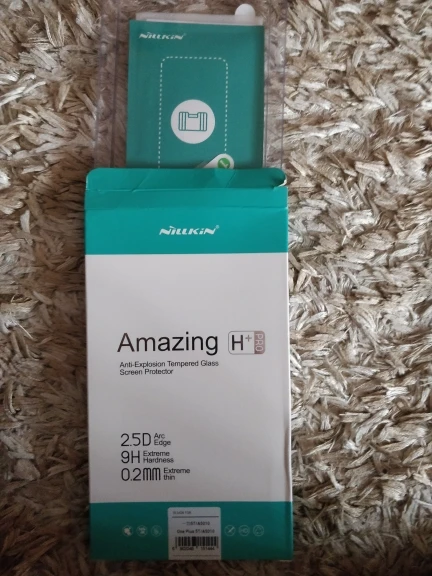 NILLKIN
NILLKIN®
Amazing H+ PRO
Anti-Explosion Tempered Glass
Screen Protector
2.5D Arc Edge
9H Extreme Hardness
0.2mm Extreme thin